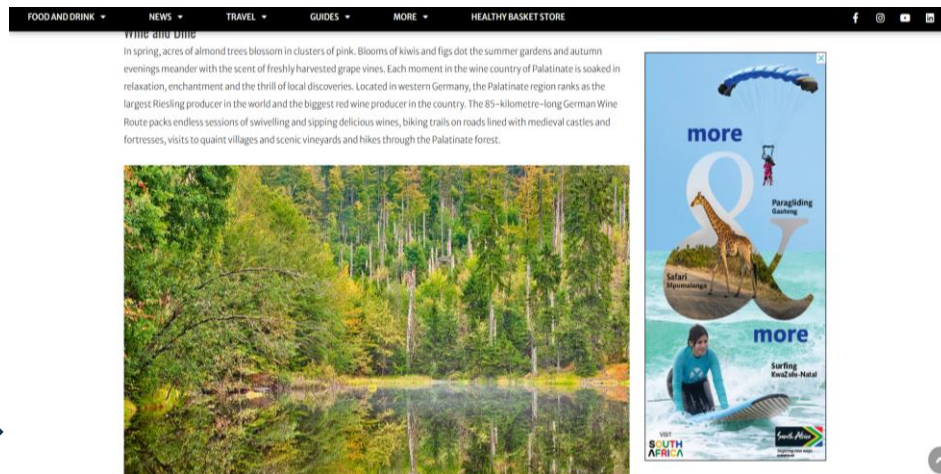 FOOD AND DRINK
NEWS
TRAVEL
GUIDES
MORE
HEALTHY BASKET STORE
Wine and Dine
In spring, acres of almond trees blossom in clusters of pink. Blooms of kiwis and figs dot the summer gardens and autumn
evenings meander with the scent of freshly harvested grape vines. Each moment in the wine country of Palatinate is soaked in
relaxation, enchantment and the thrill of local discoveries. Located in western Germany, the Palatinate region ranks as the
largest Riesling producer in the world and the biggest red wine producer in the country. The 85-kilometre-long German Wine
Route packs endless sessions of swivelling and sipping delicious wines, biking trails on roads lined with medieval castles and
fortresses, visits to quaint villages and scenic vineyards and hikes through the Palatinate forest.
more
&
Paragliding
Gauteng
Safari
Mpumalanga
more
Surfing
KwaZulu-Natal
VISIT
SOUTH
AFRICA
South Africa